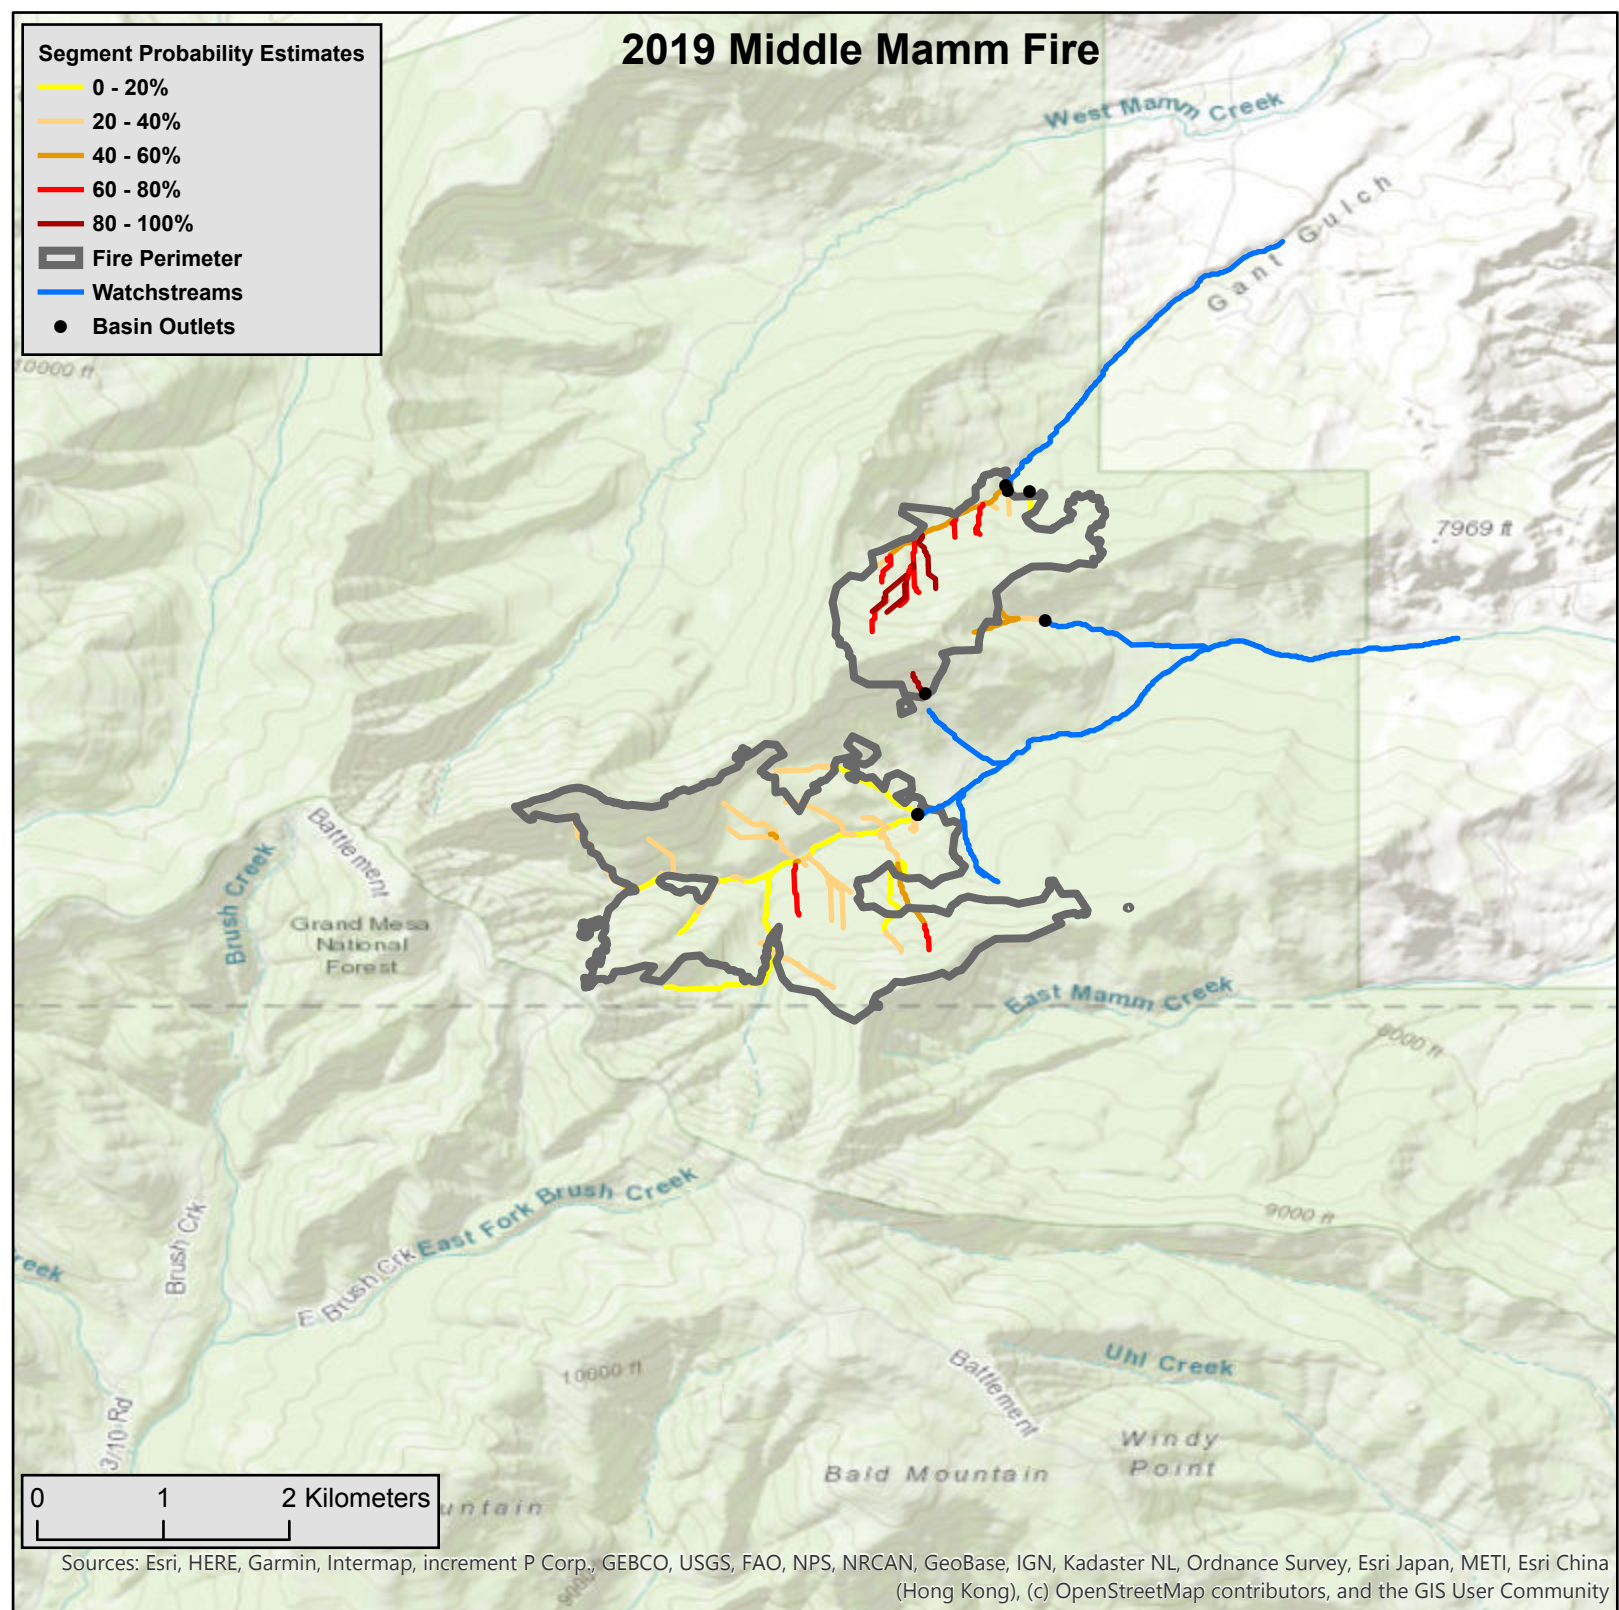 2019 Middle Mamm Fire
Segment Probability Estimates
0 - 20%
20 - 40%
40 - 60%
60 - 80%
80 - 100%
Fire Perimeter
Watchstreams
Basin Outlets
West Mamm Creek
Gant Gulch
10000 ft
7969 ft
Battlement
Brush Creek
Grand Mesa
National
Forest
East Mamm Creek
8000 ft
East Fork Brush Creek
Brush Crk
E Brush Crk
reek
9000 ft
Uhl Creek
10000 ft
Battlement
3/10 Rd
Windy
Point
Bald Mountain
0 1 2 Kilometers
untain
9000
Sources: Esri, HERE, Garmin, Intermap, increment P Corp., GEBCO, USGS, FAO, NPS, NRCAN, GeoBase, IGN, Kadaster NL, Ordnance Survey, Esri Japan, METI, Esri China
(Hong Kong), (c) OpenStreetMap contributors, and the GIS User Community